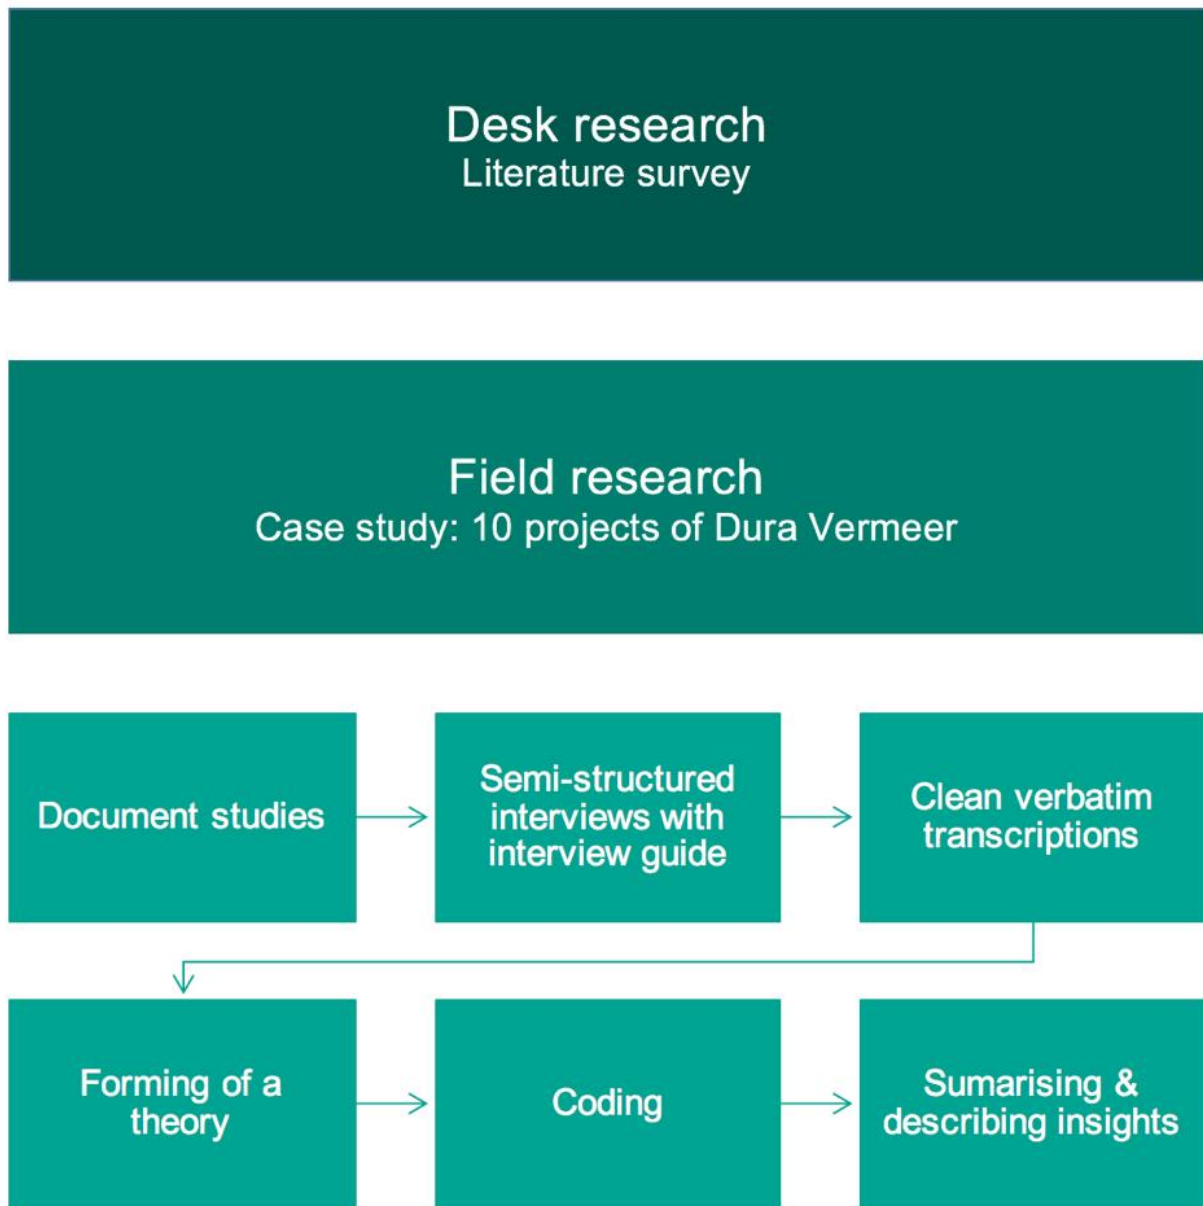 Desk research
Literature survey
Field research
Case study: 10 projects of Dura Vermeer
Document studies
Semi-structured
interviews with
interview guide
Clean verbatim
transcriptions
Forming of a
theory
Coding
Sumarising &
describing insights